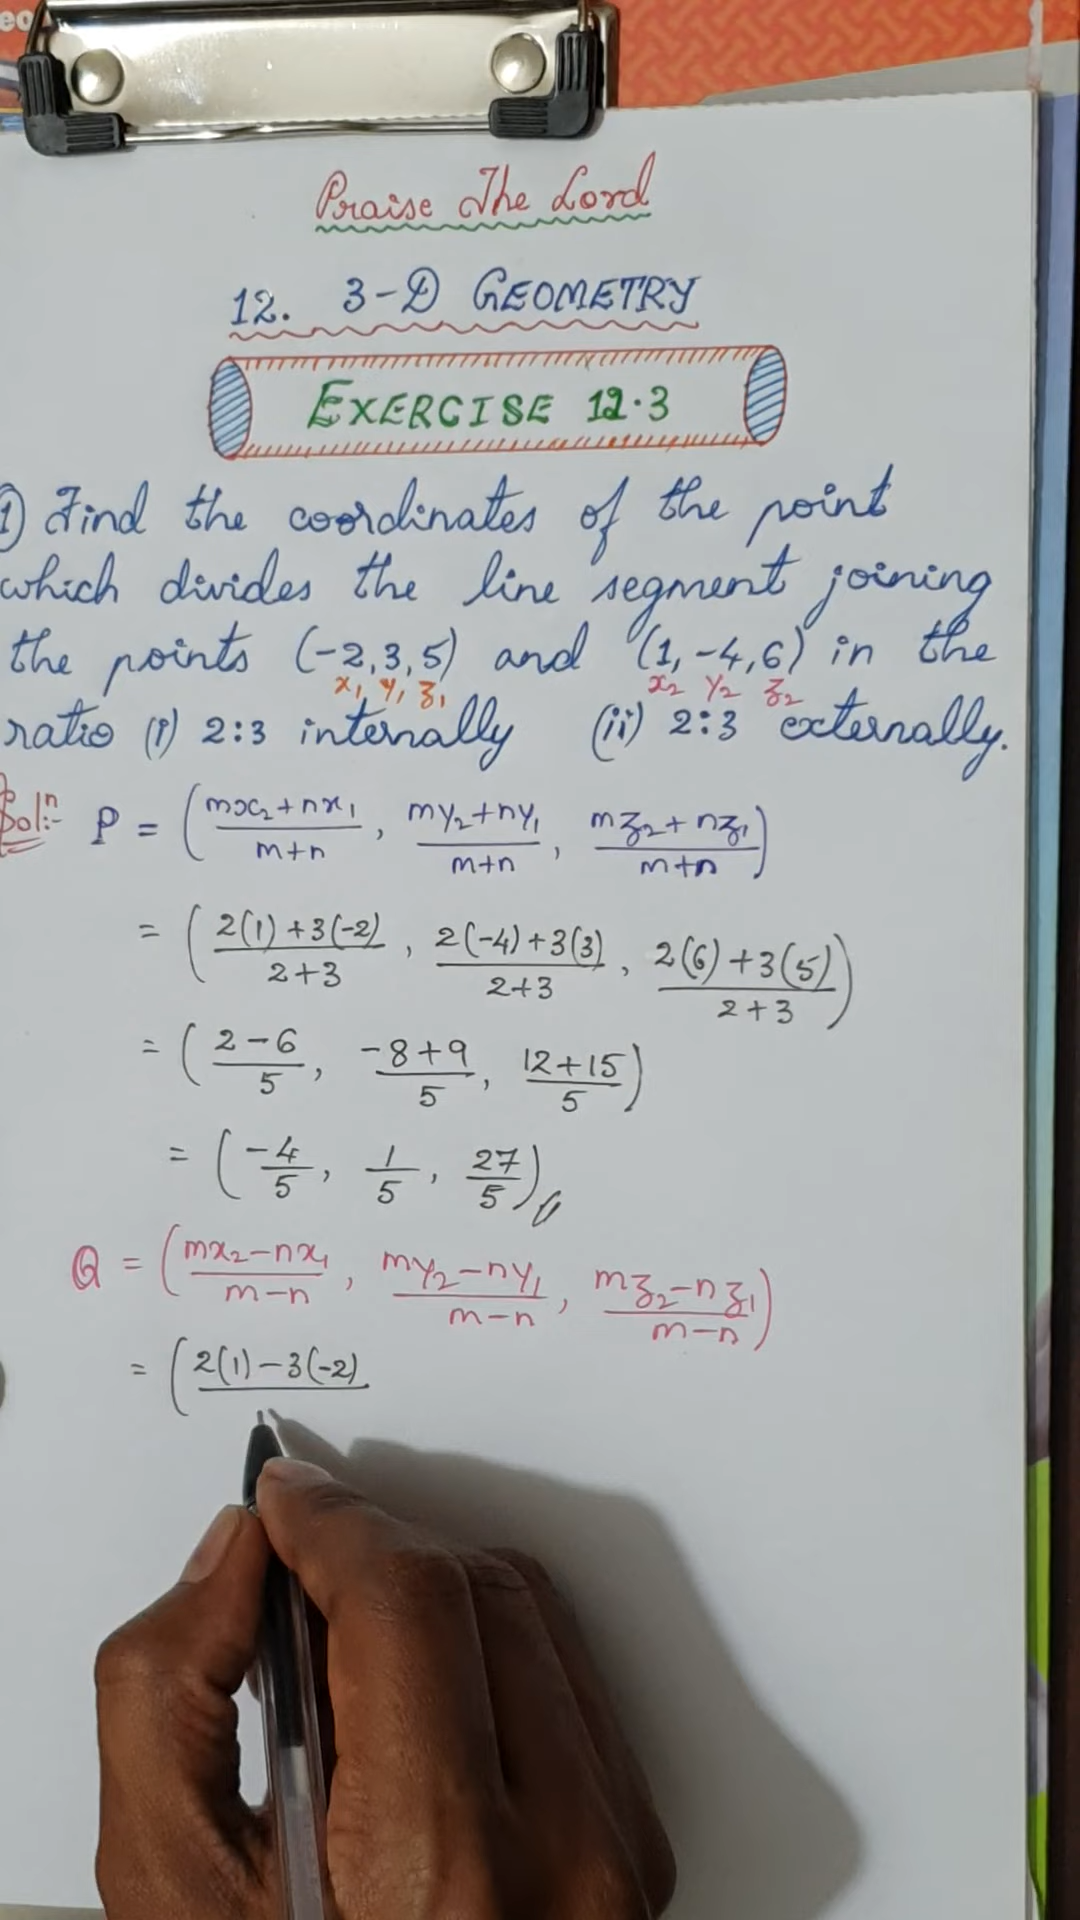 eo
Praise The Lord
12. 3-D GEOMETRY
EXERCISE 12.3
1) Find the coordinates of the point
which divides the line segment joining
the points (-2,3,5) and (1,-4,6) in the
x₁ y₁ z₁ x₂ y₂ z₂
ratio (i) 2:3 internally (ii) 2:3 externally.
Solⁿ:- P = ( (mx₂+nx₁)/(m+n) , (my₂+ny₁)/(m+n) , (mz₂+nz₁)/(m+n) )
= ( (2(1)+3(-2))/(2+3) , (2(-4)+3(3))/(2+3) , (2(6)+3(5))/(2+3) )
= ( (2-6)/5 , (-8+9)/5 , (12+15)/5 )
= ( -4/5 , 1/5 , 27/5 )
Q = ( (mx₂-nx₁)/(m-n) , (my₂-ny₁)/(m-n) , (mz₂-nz₁)/(m-n) )
= ( 2(1)-3(-2)